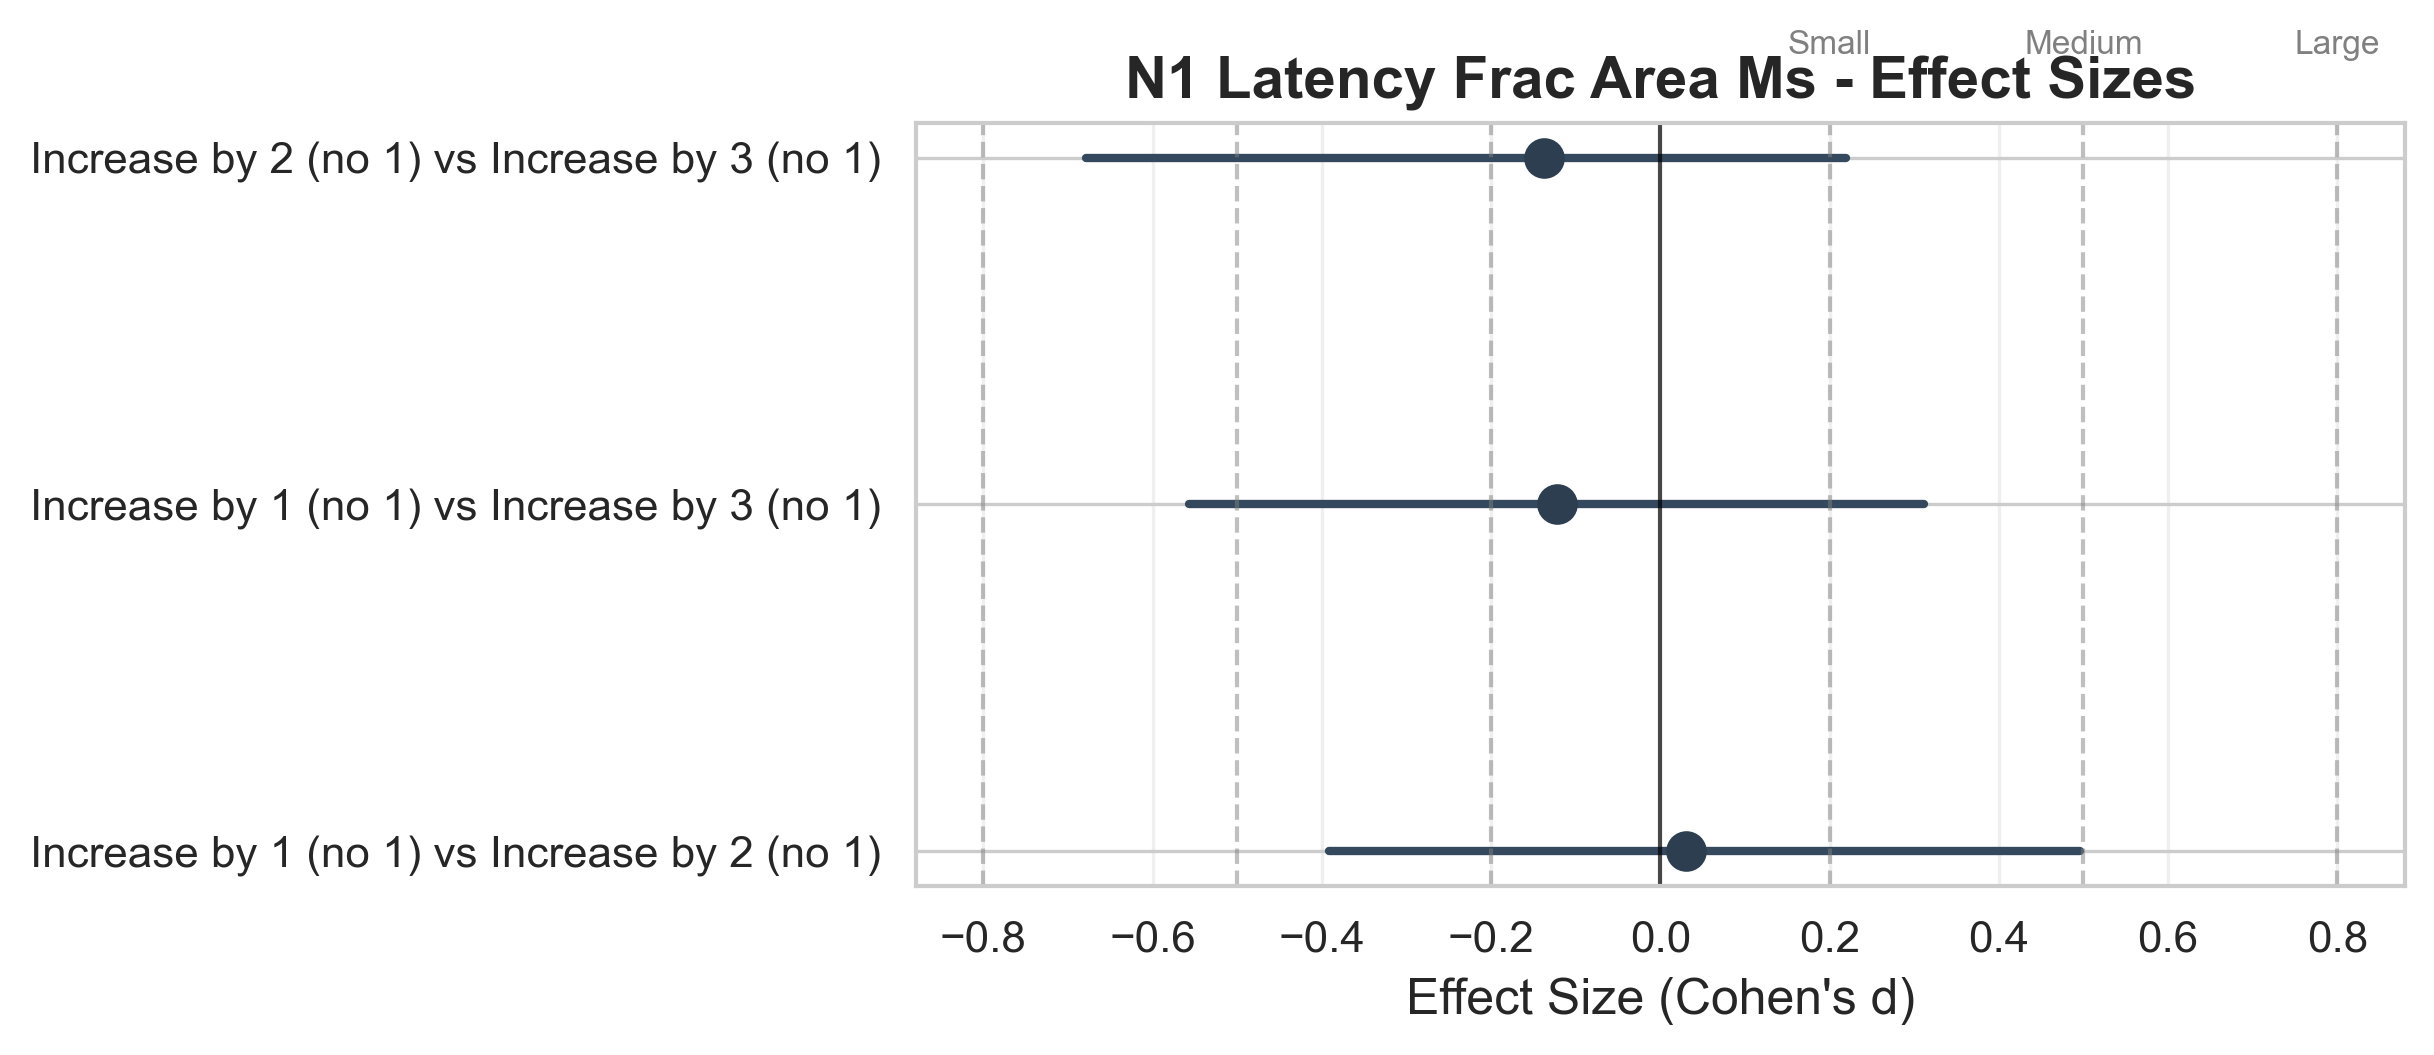 Small Medium Large
N1 Latency Frac Area Ms - Effect Sizes
Increase by 2 (no 1) vs Increase by 3 (no 1)
Increase by 1 (no 1) vs Increase by 3 (no 1)
Increase by 1 (no 1) vs Increase by 2 (no 1)
−0.8 −0.6 −0.4 −0.2 0.0 0.2 0.4 0.6 0.8
Effect Size (Cohen's d)